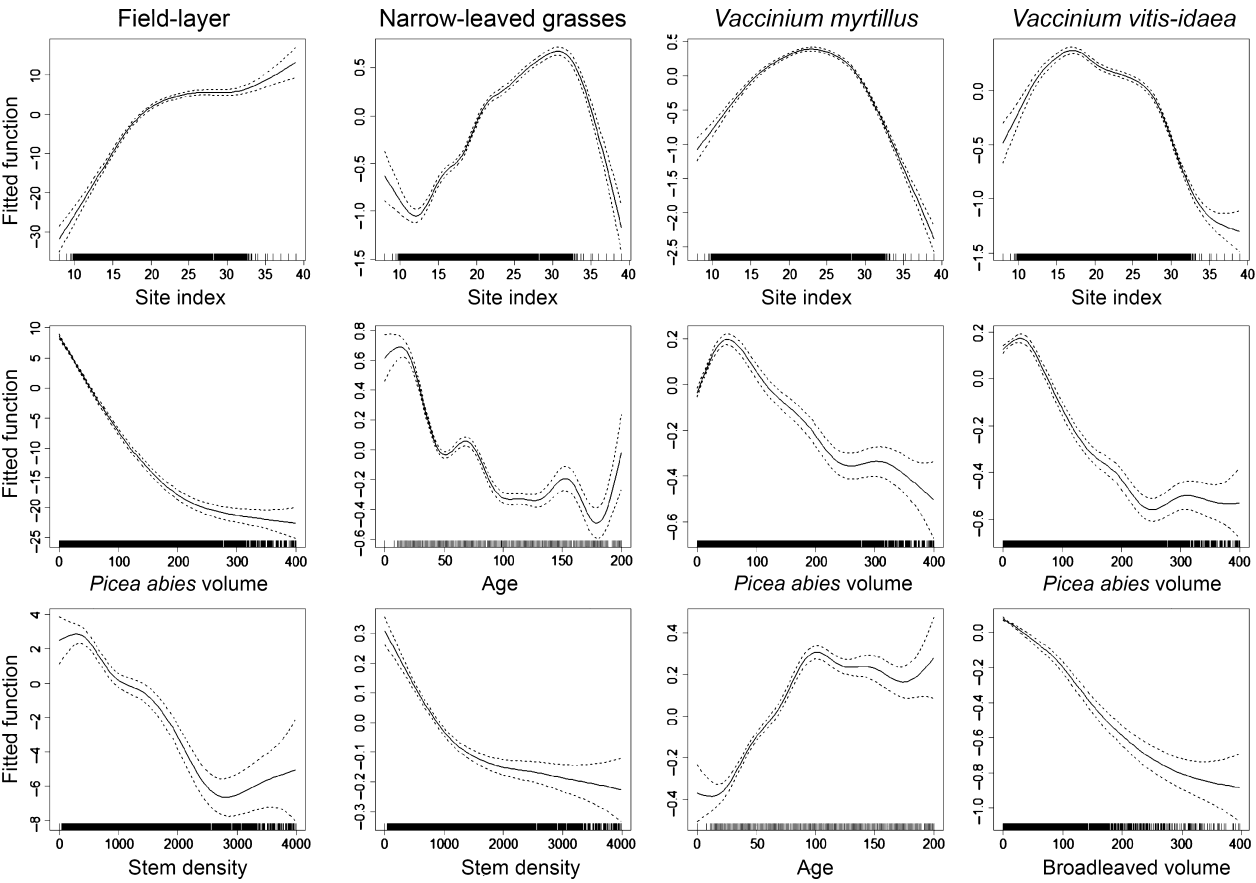 Field-layer Narrow-leaved grasses Vaccinium myrtillus Vaccinium vitis-idaea
Fitted function
10 0 −10 −20 −30
10 15 20 25 30 35 40
Site index
0.5 0.0 −0.5 −1.0 −1.5
10 15 20 25 30 35 40
Site index
0.5 0.0 −0.5 −1.0 −1.5 −2.0 −2.5
10 15 20 25 30 35 40
Site index
0.0 −0.5 −1.0 −1.5
10 15 20 25 30 35 40
Site index
Fitted function
10 5 0 −5 −10 −15 −20 −25
0 100 200 300 400
Picea abies volume
0.8 0.6 0.4 0.2 0.0 −0.2 −0.4 −0.6
0 50 100 150 200
Age
0.2 0.0 −0.2 −0.4 −0.6
0 100 200 300 400
Picea abies volume
0.2 0.0 −0.2 −0.4 −0.6
0 100 200 300 400
Picea abies volume
Fitted function
4 2 0 −2 −4 −6 −8
0 1000 2000 3000 4000
Stem density
0.3 0.2 0.1 0.0 −0.1 −0.2 −0.3
0 1000 2000 3000 4000
Stem density
0.4 0.2 0.0 −0.2 −0.4
0 50 100 150 200
Age
0.0 −0.2 −0.4 −0.6 −0.8 −1.0
0 100 200 300 400
Broadleaved volume